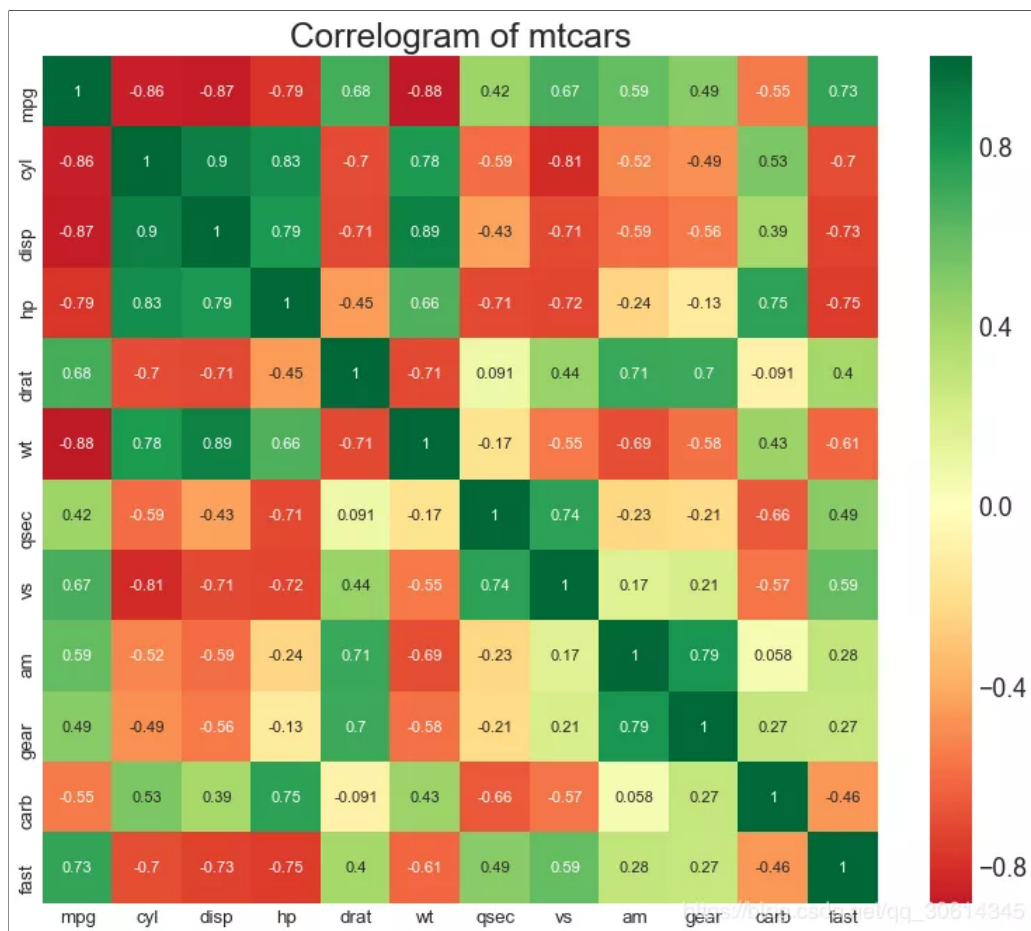 Correlogram of mtcars
mpg 1 -0.86 -0.87 -0.79 0.68 -0.88 0.42 0.67 0.59 0.49 -0.55 0.73
cyl -0.86 1 0.9 0.83 -0.7 0.78 -0.59 -0.81 -0.52 -0.49 0.53 -0.7
0.8
disp -0.87 0.9 1 0.79 -0.71 0.89 -0.43 -0.71 -0.59 -0.56 0.39 -0.73
hp -0.79 0.83 0.79 1 -0.45 0.66 -0.71 -0.72 -0.24 -0.13 0.75 -0.75
0.4
drat 0.68 -0.7 -0.71 -0.45 1 -0.71 0.091 0.44 0.71 0.7 -0.091 0.4
wt -0.88 0.78 0.89 0.66 -0.71 1 -0.17 -0.55 -0.69 -0.58 0.43 -0.61
0.0
qsec 0.42 -0.59 -0.43 -0.71 0.091 -0.17 1 0.74 -0.23 -0.21 -0.66 0.49
vs 0.67 -0.81 -0.71 -0.72 0.44 -0.55 0.74 1 0.17 0.21 -0.57 0.59
am 0.59 -0.52 -0.59 -0.24 0.71 -0.69 -0.23 0.17 1 0.79 0.058 0.28
−0.4
gear 0.49 -0.49 -0.56 -0.13 0.7 -0.58 -0.21 0.21 0.79 1 0.27 0.27
carb -0.55 0.53 0.39 0.75 -0.091 0.43 -0.66 -0.57 0.058 0.27 1 -0.46
fast 0.73 -0.7 -0.73 -0.75 0.4 -0.61 0.49 0.59 0.28 0.27 -0.46 1
−0.8
mpg cyl disp hp drat wt qsec vs am gear carb fast
https://blog.csdn.net/qq_30614345